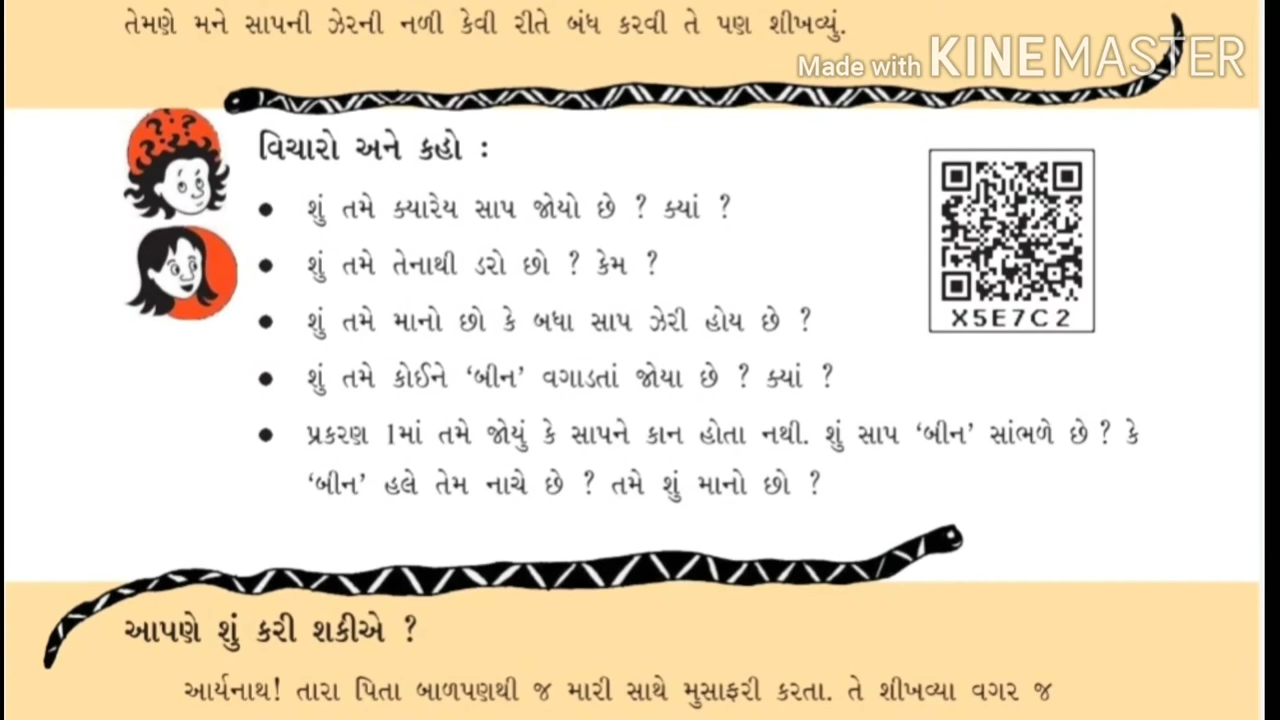 તેમણે મને સાપની ઝેરની નળી કેવી રીતે બંધ કરવી તે પણ શીખવ્યું.
Made with KINEMASTER
વિચારો અને કહો :
● શું તમે ક્યારેય સાપ જોયો છે ? ક્યાં ?
● શું તમે તેનાથી ડરો છો ? કેમ ?
● શું તમે માનો છો કે બધા સાપ ઝેરી હોય છે ?
X5E7C2
● શું તમે કોઈને ‘બીન’ વગાડતાં જોયા છે ? ક્યાં ?
● પ્રકરણ 1માં તમે જોયું કે સાપને કાન હોતા નથી. શું સાપ ‘બીન’ સાંભળે છે ? કે
‘બીન’ હલે તેમ નાચે છે ? તમે શું માનો છો ?
આપણે શું કરી શકીએ ?
આર્યનાથ! તારા પિતા બાળપણથી જ મારી સાથે મુસાફરી કરતા. તે શીખવ્યા વગર જ